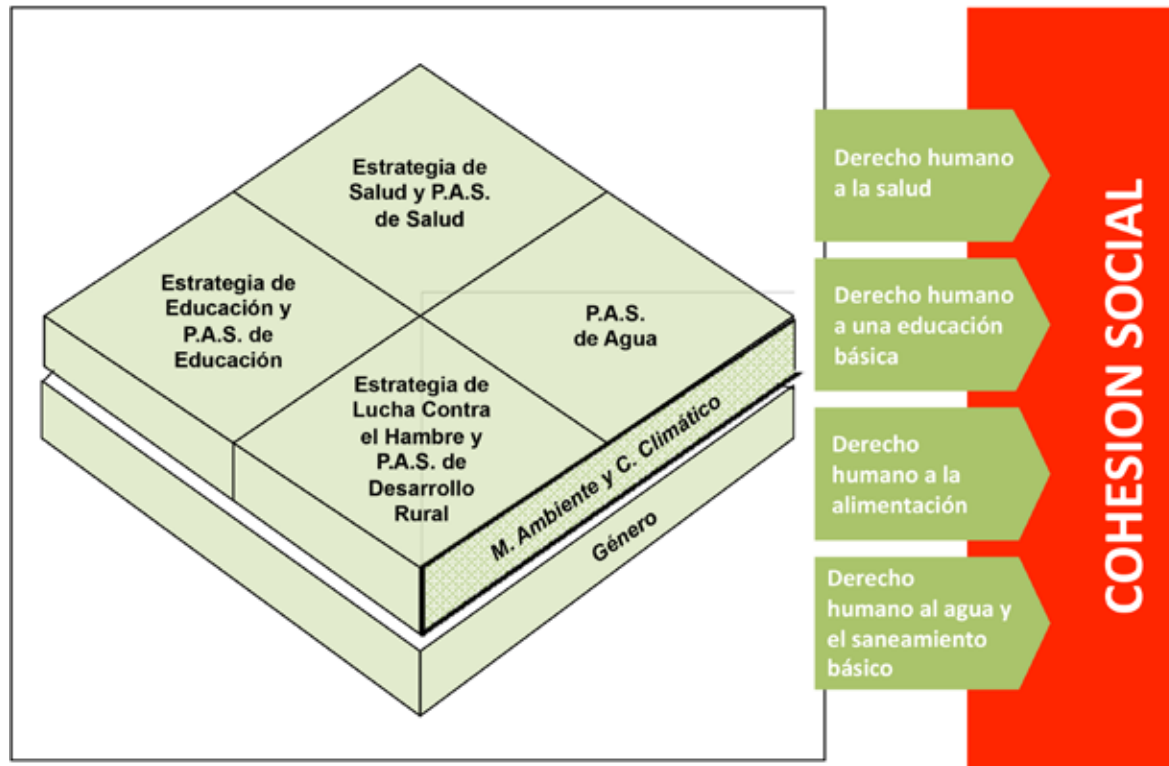 Estrategia de
Salud y P.A.S.
de Salud
Estrategia de
Educación y
P.A.S. de
Educación
P.A.S.
de Agua
Estrategia de
Lucha Contra
el Hambre y
P.A.S. de
Desarrollo
Rural
M. Ambiente y C. Climático
Género
Derecho humano
a la salud
Derecho humano
a una educación
básica
Derecho
humano a la
alimentación
Derecho
humano al agua y
el saneamiento
básico
COHESION SOCIAL